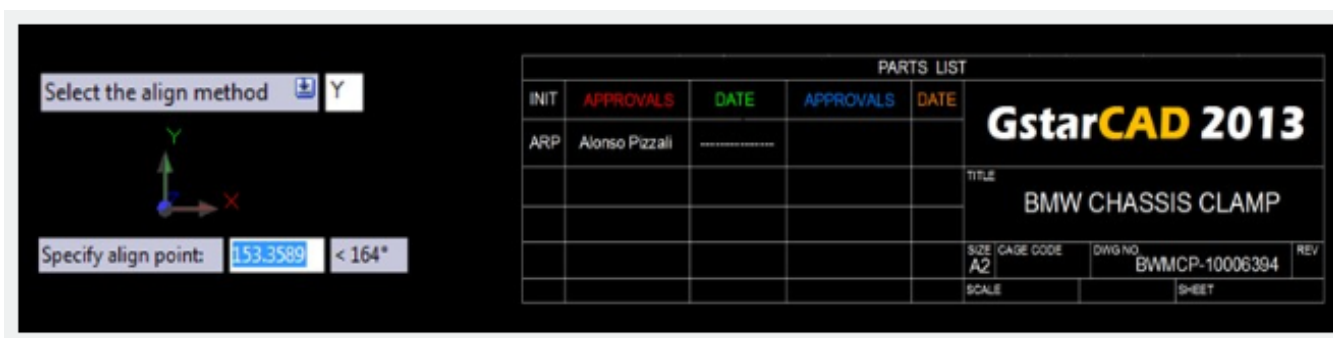 Select the align method Y
Y
Z X
Specify align point: 153.3589 < 164°
PARTS LIST
INIT APPROVALS DATE APPROVALS DATE
GstarCAD 2013
ARP Alonso Pizzali ---------------
TITLE
BMW CHASSIS CLAMP
SIZE CAGE CODE DWG NO REV
A2 BWMCP-10006394
SCALE SHEET